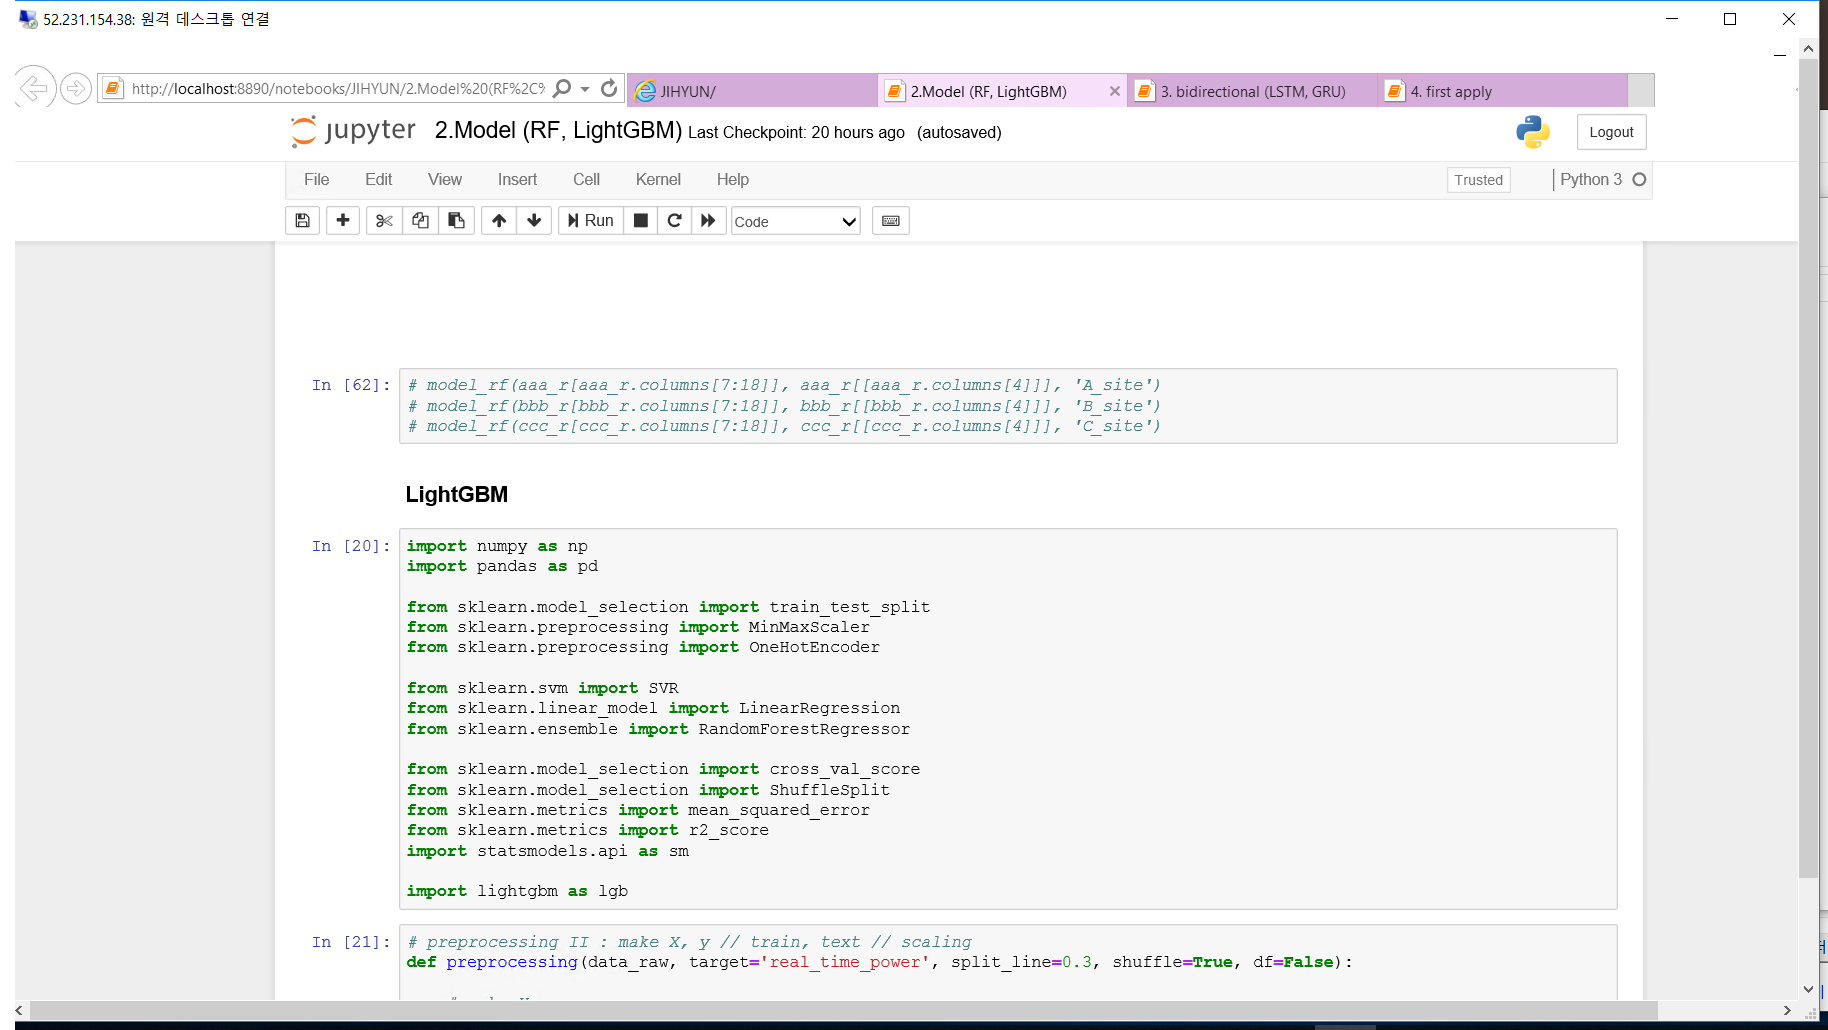 52.231.154.38: 원격 데스크톱 연결
http://localhost:8890/notebooks/JIHYUN/2.Model%20(RF%2C%
JIHYUN/
2.Model (RF, LightGBM)
3. bidirectional (LSTM, GRU)
4. first apply
jupyter 2.Model (RF, LightGBM) Last Checkpoint: 20 hours ago (autosaved)
Logout
File Edit View Insert Cell Kernel Help
Trusted
Python 3
Run
Code
In [62]:
# model_rf(aaa_r[aaa_r.columns[7:18]], aaa_r[[aaa_r.columns[4]]], 'A_site')
# model_rf(bbb_r[bbb_r.columns[7:18]], bbb_r[[bbb_r.columns[4]]], 'B_site')
# model_rf(ccc_r[ccc_r.columns[7:18]], ccc_r[[ccc_r.columns[4]]], 'C_site')
LightGBM
In [20]:
import numpy as np
import pandas as pd
from sklearn.model_selection import train_test_split
from sklearn.preprocessing import MinMaxScaler
from sklearn.preprocessing import OneHotEncoder
from sklearn.svm import SVR
from sklearn.linear_model import LinearRegression
from sklearn.ensemble import RandomForestRegressor
from sklearn.model_selection import cross_val_score
from sklearn.model_selection import ShuffleSplit
from sklearn.metrics import mean_squared_error
from sklearn.metrics import r2_score
import statsmodels.api as sm
import lightgbm as lgb
In [21]:
# preprocessing II : make X, y // train, text // scaling
def preprocessing(data_raw, target='real_time_power', split_line=0.3, shuffle=True, df=False):